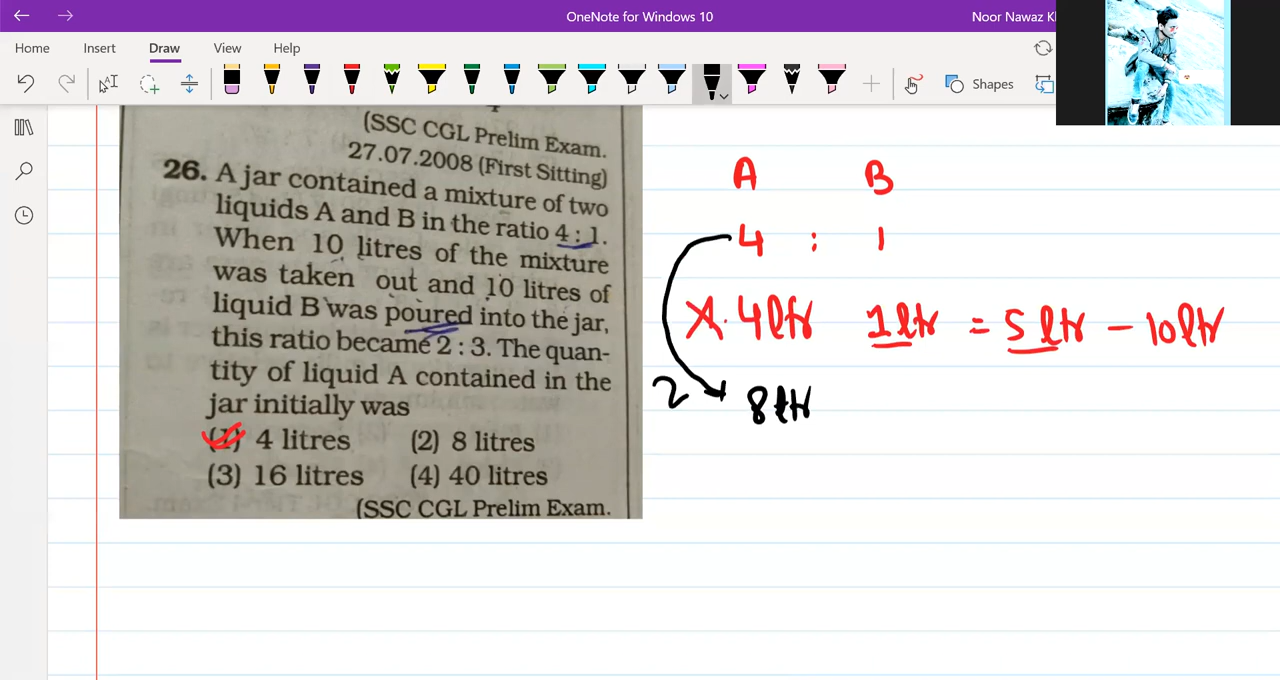 OneNote for Windows 10
Noor Nawaz Kh
Home Insert Draw View Help
Shapes
(SSC CGL Prelim Exam.
27.07.2008 (First Sitting)
26. A jar contained a mixture of two
liquids A and B in the ratio 4 : 1.
When 10 litres of the mixture
was taken out and 10 litres of
liquid B was poured into the jar,
this ratio became 2 : 3. The quan-
tity of liquid A contained in the
jar initially was
(1) 4 litres (2) 8 litres
(3) 16 litres (4) 40 litres
(SSC CGL Prelim Exam.
A B
4 : 1
X. 4ltr 1ltr = 5ltr - 10ltr
2 8ltr